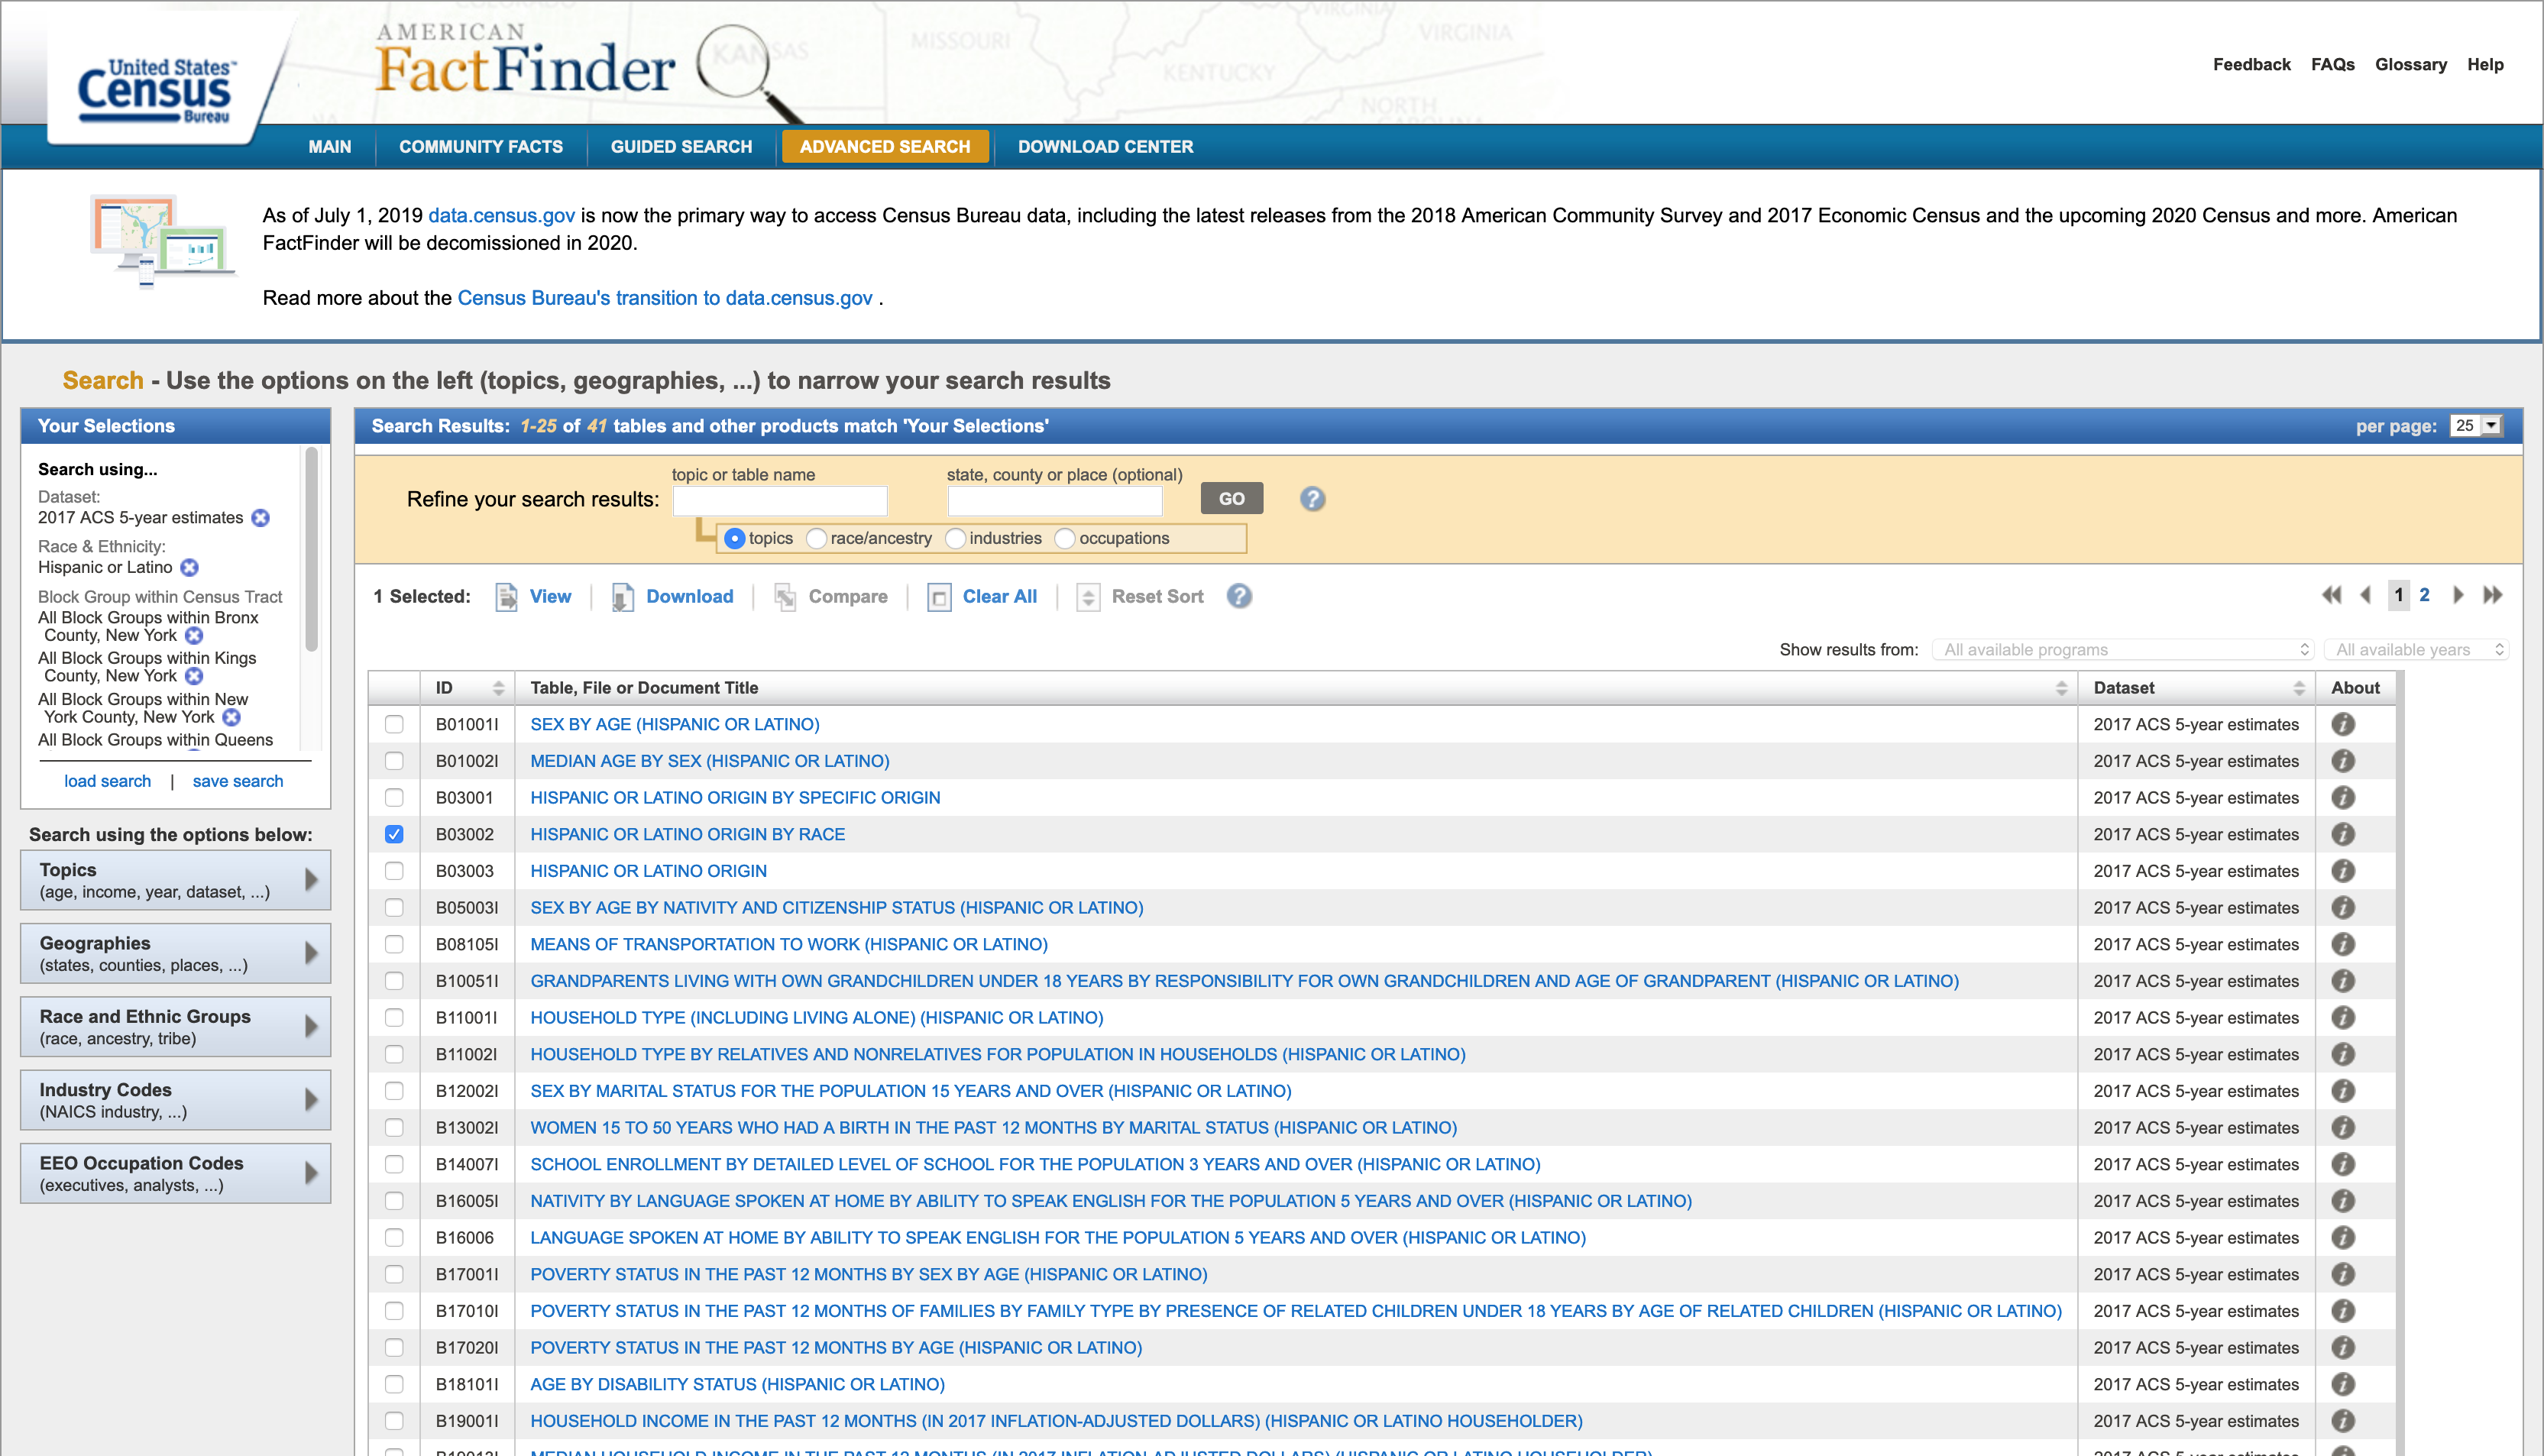 COLORADO
VIRGINIA
KANSAS
MISSOURI
VIRGINIA
KENTUCKY
NORTH
CAROLINA
United States™
Census
Bureau
AMERICAN
FactFinder
Feedback FAQs Glossary Help
MAIN COMMUNITY FACTS GUIDED SEARCH ADVANCED SEARCH DOWNLOAD CENTER
As of July 1, 2019 data.census.gov is now the primary way to access Census Bureau data, including the latest releases from the 2018 American Community Survey and 2017 Economic Census and the upcoming 2020 Census and more. American
FactFinder will be decomissioned in 2020.
Read more about the Census Bureau's transition to data.census.gov .
Search - Use the options on the left (topics, geographies, ...) to narrow your search results
Your Selections
Search using...
Dataset:
2017 ACS 5-year estimates
Race & Ethnicity:
Hispanic or Latino
Block Group within Census Tract
All Block Groups within Bronx
County, New York
All Block Groups within Kings
County, New York
All Block Groups within New
York County, New York
All Block Groups within Queens
load search | save search
Search using the options below:
Topics
(age, income, year, dataset, ...)
Geographies
(states, counties, places, ...)
Race and Ethnic Groups
(race, ancestry, tribe)
Industry Codes
(NAICS industry, ...)
EEO Occupation Codes
(executives, analysts, ...)
Search Results: 1-25 of 41 tables and other products match 'Your Selections'
per page: 25
topic or table name state, county or place (optional)
Refine your search results: GO ?
topics race/ancestry industries occupations
1 Selected: View | Download | Compare | Clear All | Reset Sort ?
1 2
Show results from: All available programs All available years
ID Table, File or Document Title Dataset About
B01001I SEX BY AGE (HISPANIC OR LATINO) 2017 ACS 5-year estimates i
B01002I MEDIAN AGE BY SEX (HISPANIC OR LATINO) 2017 ACS 5-year estimates i
B03001 HISPANIC OR LATINO ORIGIN BY SPECIFIC ORIGIN 2017 ACS 5-year estimates i
B03002 HISPANIC OR LATINO ORIGIN BY RACE 2017 ACS 5-year estimates i
B03003 HISPANIC OR LATINO ORIGIN 2017 ACS 5-year estimates i
B05003I SEX BY AGE BY NATIVITY AND CITIZENSHIP STATUS (HISPANIC OR LATINO) 2017 ACS 5-year estimates i
B08105I MEANS OF TRANSPORTATION TO WORK (HISPANIC OR LATINO) 2017 ACS 5-year estimates i
B10051I GRANDPARENTS LIVING WITH OWN GRANDCHILDREN UNDER 18 YEARS BY RESPONSIBILITY FOR OWN GRANDCHILDREN AND AGE OF GRANDPARENT (HISPANIC OR LATINO) 2017 ACS 5-year estimates i
B11001I HOUSEHOLD TYPE (INCLUDING LIVING ALONE) (HISPANIC OR LATINO) 2017 ACS 5-year estimates i
B11002I HOUSEHOLD TYPE BY RELATIVES AND NONRELATIVES FOR POPULATION IN HOUSEHOLDS (HISPANIC OR LATINO) 2017 ACS 5-year estimates i
B12002I SEX BY MARITAL STATUS FOR THE POPULATION 15 YEARS AND OVER (HISPANIC OR LATINO) 2017 ACS 5-year estimates i
B13002I WOMEN 15 TO 50 YEARS WHO HAD A BIRTH IN THE PAST 12 MONTHS BY MARITAL STATUS (HISPANIC OR LATINO) 2017 ACS 5-year estimates i
B14007I SCHOOL ENROLLMENT BY DETAILED LEVEL OF SCHOOL FOR THE POPULATION 3 YEARS AND OVER (HISPANIC OR LATINO) 2017 ACS 5-year estimates i
B16005I NATIVITY BY LANGUAGE SPOKEN AT HOME BY ABILITY TO SPEAK ENGLISH FOR THE POPULATION 5 YEARS AND OVER (HISPANIC OR LATINO) 2017 ACS 5-year estimates i
B16006 LANGUAGE SPOKEN AT HOME BY ABILITY TO SPEAK ENGLISH FOR THE POPULATION 5 YEARS AND OVER (HISPANIC OR LATINO) 2017 ACS 5-year estimates i
B17001I POVERTY STATUS IN THE PAST 12 MONTHS BY SEX BY AGE (HISPANIC OR LATINO) 2017 ACS 5-year estimates i
B17010I POVERTY STATUS IN THE PAST 12 MONTHS OF FAMILIES BY FAMILY TYPE BY PRESENCE OF RELATED CHILDREN UNDER 18 YEARS BY AGE OF RELATED CHILDREN (HISPANIC OR LATINO) 2017 ACS 5-year estimates i
B17020I POVERTY STATUS IN THE PAST 12 MONTHS BY AGE (HISPANIC OR LATINO) 2017 ACS 5-year estimates i
B18101I AGE BY DISABILITY STATUS (HISPANIC OR LATINO) 2017 ACS 5-year estimates i
B19001I HOUSEHOLD INCOME IN THE PAST 12 MONTHS (IN 2017 INFLATION-ADJUSTED DOLLARS) (HISPANIC OR LATINO HOUSEHOLDER) 2017 ACS 5-year estimates i
B19013I MEDIAN HOUSEHOLD INCOME IN THE PAST 12 MONTHS (IN 2017 INFLATION-ADJUSTED DOLLARS) (HISPANIC OR LATINO HOUSEHOLDER) 2017 ACS 5-year estimates